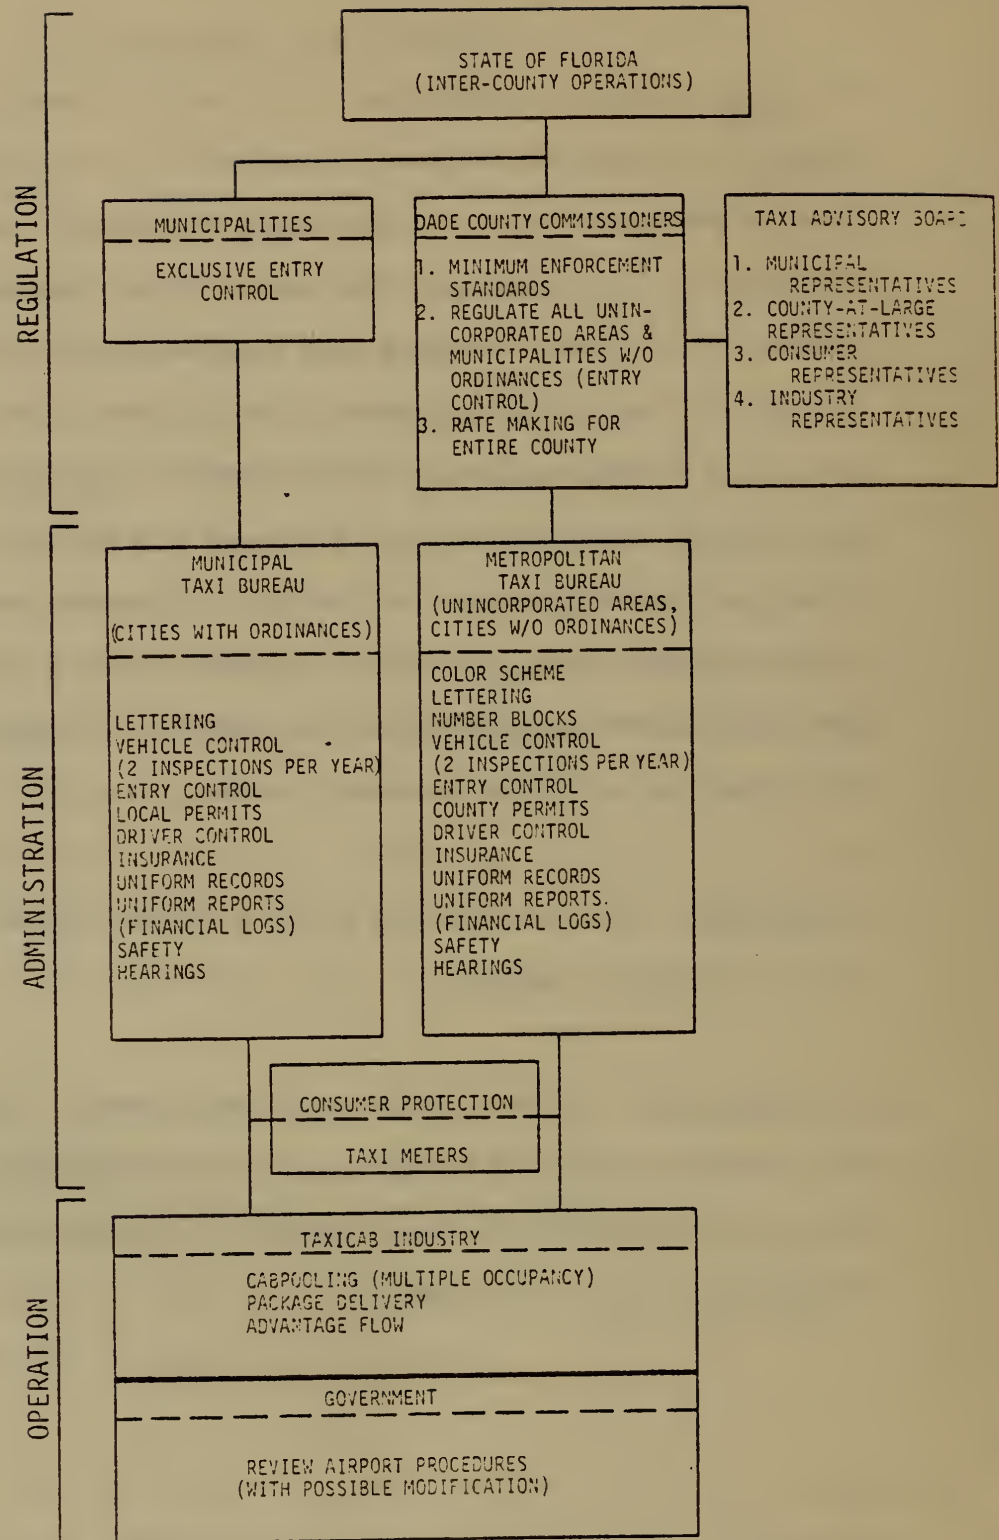 REGULATION
STATE OF FLORIDA
(INTER-COUNTY OPERATIONS)
MUNICIPALITIES
EXCLUSIVE ENTRY
CONTROL
DADE COUNTY COMMISSIONERS
1. MINIMUM ENFORCEMENT
STANDARDS
2. REGULATE ALL UNIN-
CORPORATED AREAS &
MUNICIPALITIES W/O
ORDINANCES (ENTRY
CONTROL)
3. RATE MAKING FOR
ENTIRE COUNTY
TAXI ADVISORY BOARD
1. MUNICIPAL
REPRESENTATIVES
2. COUNTY-AT-LARGE
REPRESENTATIVES
3. CONSUMER
REPRESENTATIVES
4. INDUSTRY
REPRESENTATIVES
ADMINISTRATION
MUNICIPAL
TAXI BUREAU
(CITIES WITH ORDINANCES)
LETTERING
VEHICLE CONTROL
(2 INSPECTIONS PER YEAR)
ENTRY CONTROL
LOCAL PERMITS
DRIVER CONTROL
INSURANCE
UNIFORM RECORDS
UNIFORM REPORTS
(FINANCIAL LOGS)
SAFETY
HEARINGS
METROPOLITAN
TAXI BUREAU
(UNINCORPORATED AREAS,
CITIES W/O ORDINANCES)
COLOR SCHEME
LETTERING
NUMBER BLOCKS
VEHICLE CONTROL
(2 INSPECTIONS PER YEAR)
ENTRY CONTROL
COUNTY PERMITS
DRIVER CONTROL
INSURANCE
UNIFORM RECORDS
UNIFORM REPORTS.
(FINANCIAL LOGS)
SAFETY
HEARINGS
CONSUMER PROTECTION
TAXI METERS
OPERATION
TAXICAB INDUSTRY
CABPOOLING (MULTIPLE OCCUPANCY)
PACKAGE DELIVERY
ADVANTAGE FLOW
GOVERNMENT
REVIEW AIRPORT PROCEDURES
(WITH POSSIBLE MODIFICATION)